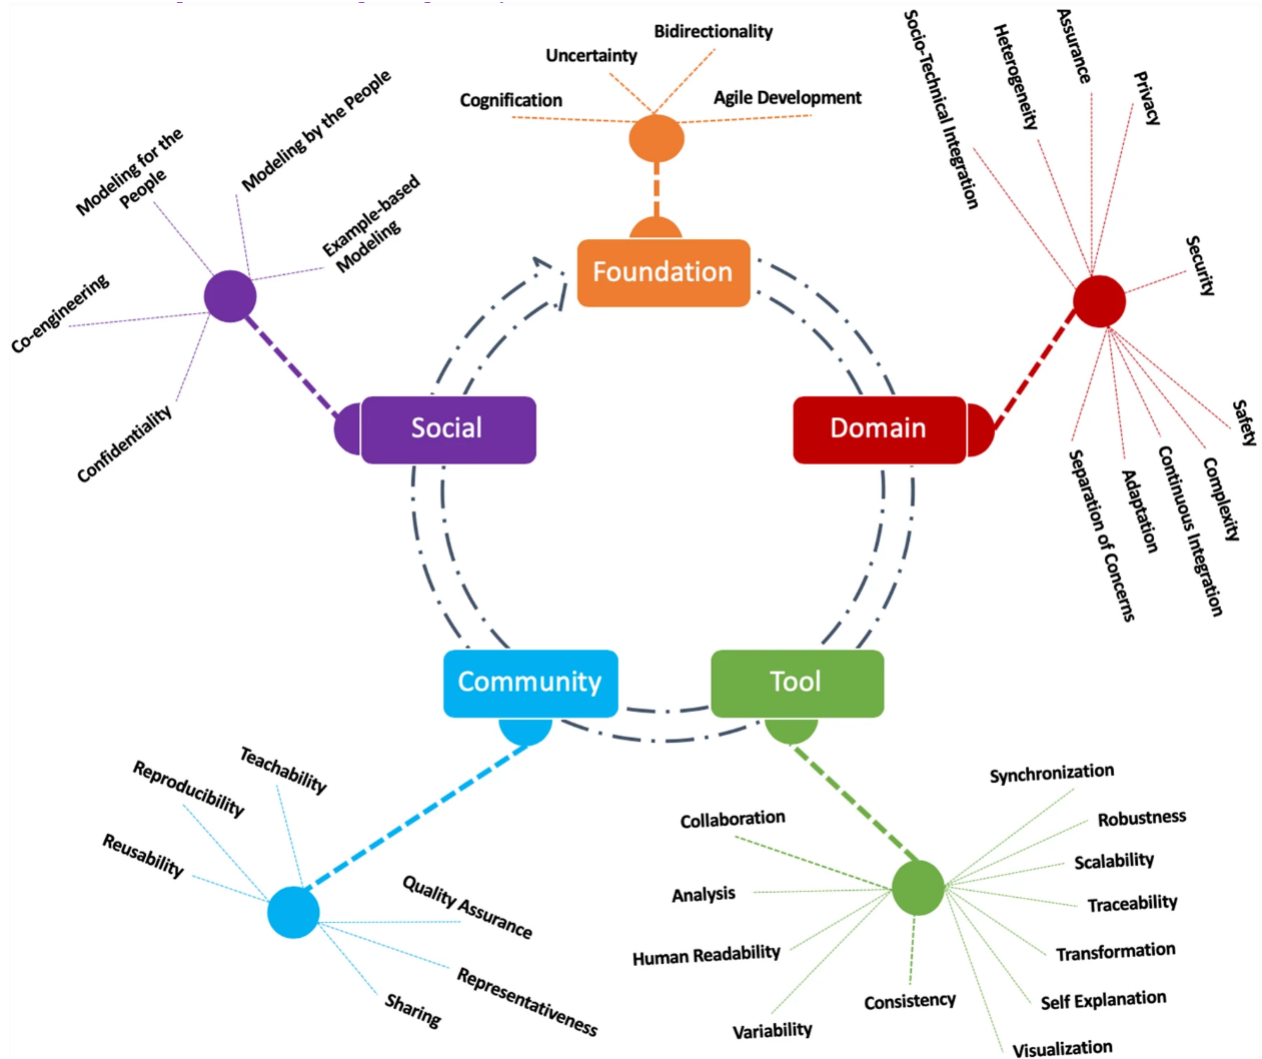 Bidirectionality
Uncertainty
Cognification
Agile Development
Foundation
Socio-Technical Integration
Heterogeneity
Assurance
Privacy
Security
Safety
Complexity
Continuous Integration
Adaptation
Separation of Concerns
Domain
Modeling for the
People
Modeling by the People
Example-based
Modeling
Co-engineering
Confidentiality
Social
Community
Teachability
Reproducibility
Reusability
Quality Assurance
Representativeness
Sharing
Tool
Synchronization
Robustness
Scalability
Traceability
Transformation
Self Explanation
Visualization
Collaboration
Analysis
Human Readability
Variability
Consistency